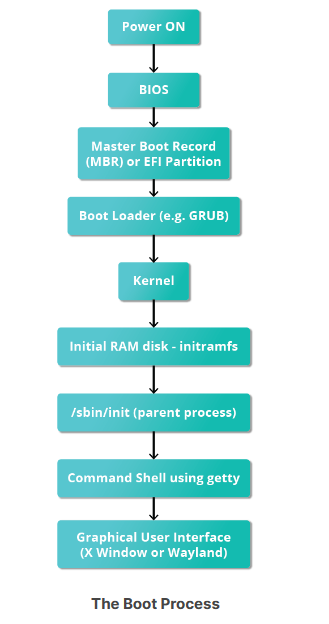 Power ON
BIOS
Master Boot Record
(MBR) or EFI Partition
Boot Loader (e.g. GRUB)
Kernel
Initial RAM disk - initramfs
/sbin/init (parent process)
Command Shell using getty
Graphical User Interface
(X Window or Wayland)
The Boot Process